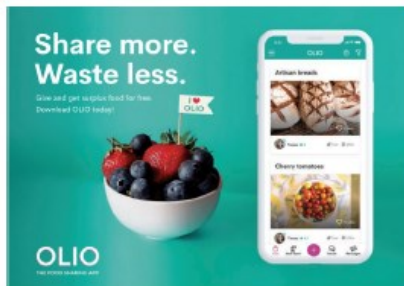 Share more.
Waste less.
Give and get surplus food for free.
Download OLIO today!
I ♥
OLIO
OLIO
Artisan breads
Cherry tomatoes
OLIO
THE FOOD SHARING APP